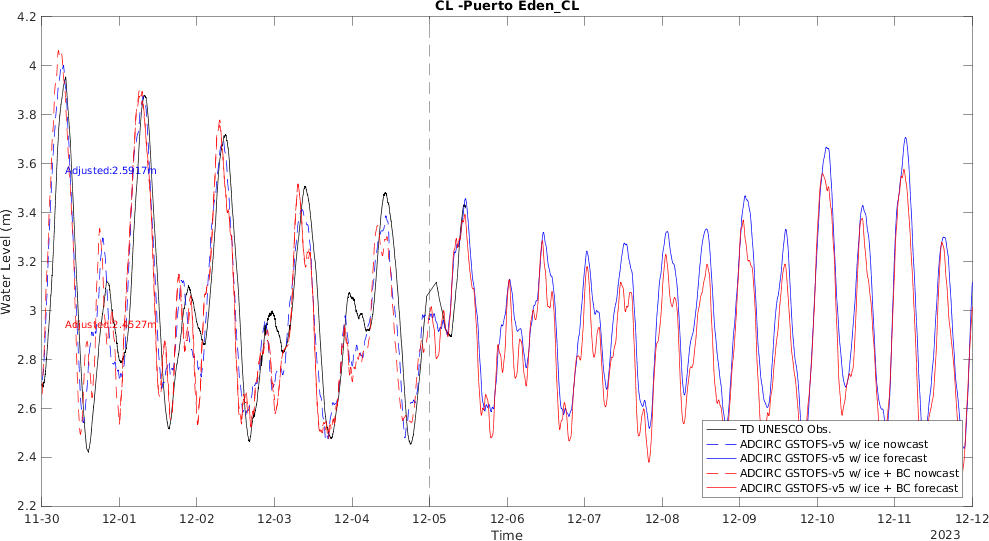 CL -Puerto Eden_CL
4.2
4
3.8
3.6
3.4
3.2
3
2.8
2.6
2.4
2.2
Water Level (m)
Adjusted:2.5917m
Adjusted:2.4527m
TD UNESCO Obs.
ADCIRC GSTOFS-v5 w/ ice nowcast
ADCIRC GSTOFS-v5 w/ ice forecast
ADCIRC GSTOFS-v5 w/ ice + BC nowcast
ADCIRC GSTOFS-v5 w/ ice + BC forecast
11-30 12-01 12-02 12-03 12-04 12-05 12-06 12-07 12-08 12-09 12-10 12-11 12-12
Time
2023